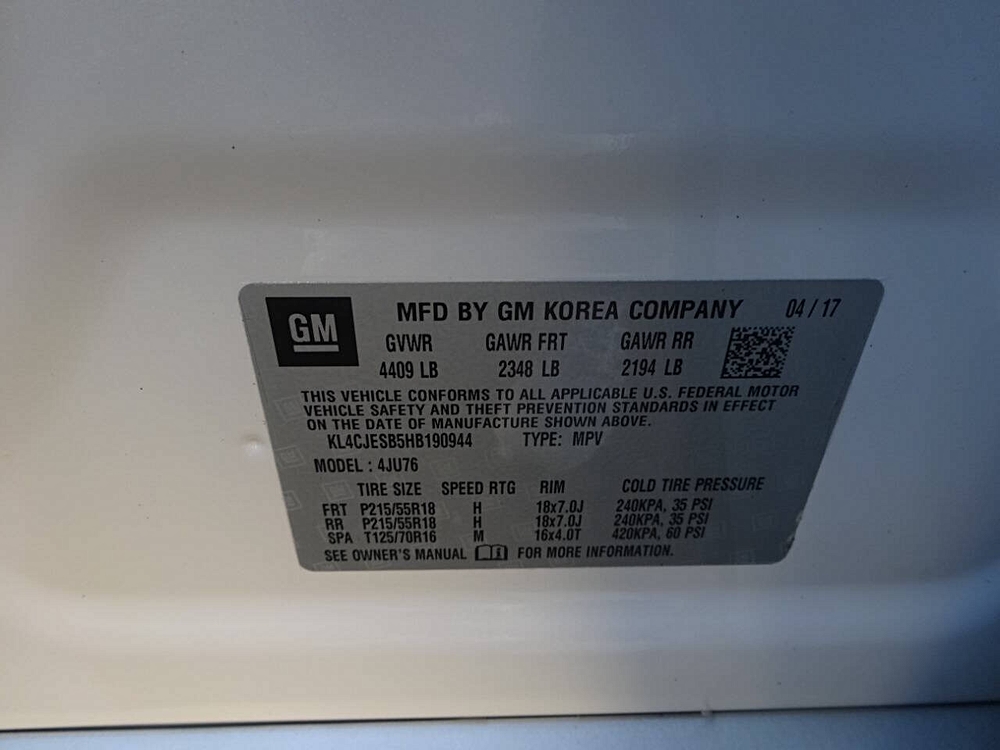 GM MFD BY GM KOREA COMPANY 04 / 17
GVWR GAWR FRT GAWR RR
4409 LB 2348 LB 2194 LB
THIS VEHICLE CONFORMS TO ALL APPLICABLE U.S. FEDERAL MOTOR
VEHICLE SAFETY AND THEFT PREVENTION STANDARDS IN EFFECT
ON THE DATE OF MANUFACTURE SHOWN ABOVE.
KL4CJESB5HB190944 TYPE: MPV
MODEL : 4JU76
TIRE SIZE SPEED RTG RIM COLD TIRE PRESSURE
FRT P215/55R18 H 18x7.0J 240KPA, 35 PSI
RR P215/55R18 H 18x7.0J 240KPA, 35 PSI
SPA T125/70R16 M 16x4.0T 420KPA, 60 PSI
SEE OWNER'S MANUAL FOR MORE INFORMATION.